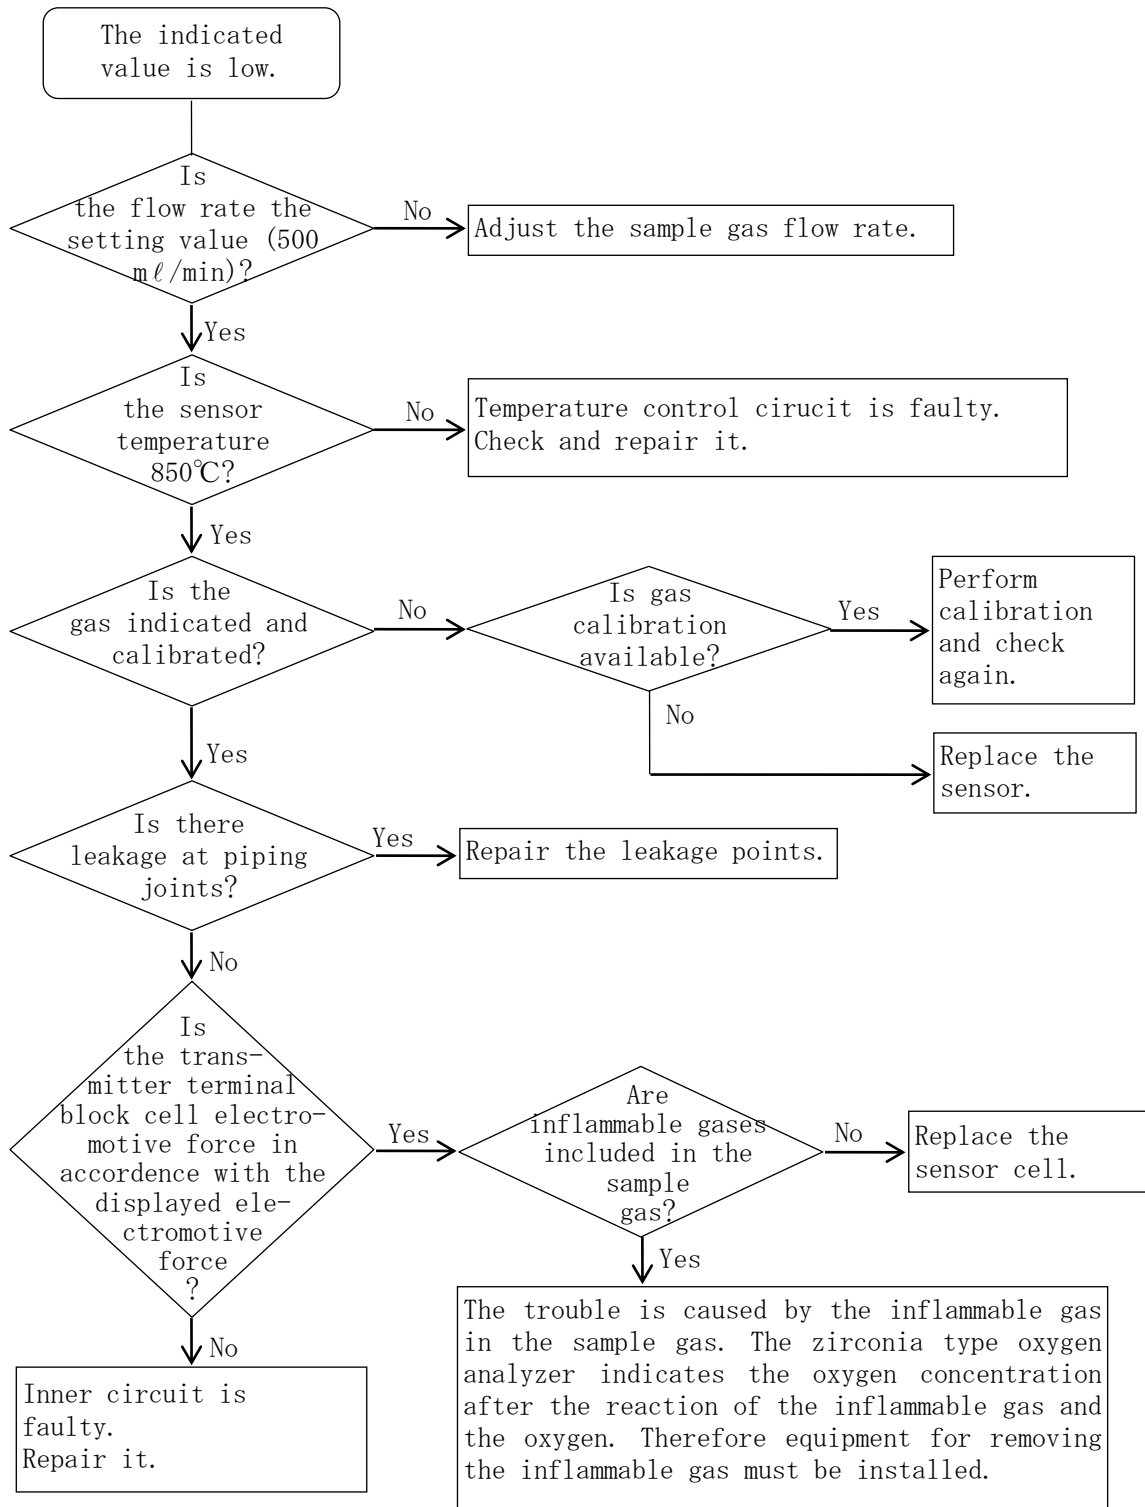 The indicated
value is low.
Is
the flow rate the
setting value (500
mℓ/min)?
No
Adjust the sample gas flow rate.
Yes
Is
the sensor
temperature
850℃?
No
Temperature control cirucit is faulty.
Check and repair it.
Yes
Is the
gas indicated and
calibrated?
No
Is gas
calibration
available?
Yes
Perform
calibration
and check
again.
No
Replace the
sensor.
Yes
Is there
leakage at piping
joints?
Yes
Repair the leakage points.
No
Is
the trans-
mitter terminal
block cell electro-
motive force in
accordance with the
displayed ele-
ctromotive
force
?
Yes
Are
inflammable gases
included in the
sample
gas?
No
Replace the
sensor cell.
Yes
The trouble is caused by the inflammable gas
in the sample gas. The zirconia type oxygen
analyzer indicates the oxygen concentration
after the reaction of the inflammable gas and
the oxygen. Therefore equipment for removing
the inflammable gas must be installed.
No
Inner circuit is
faulty.
Repair it.